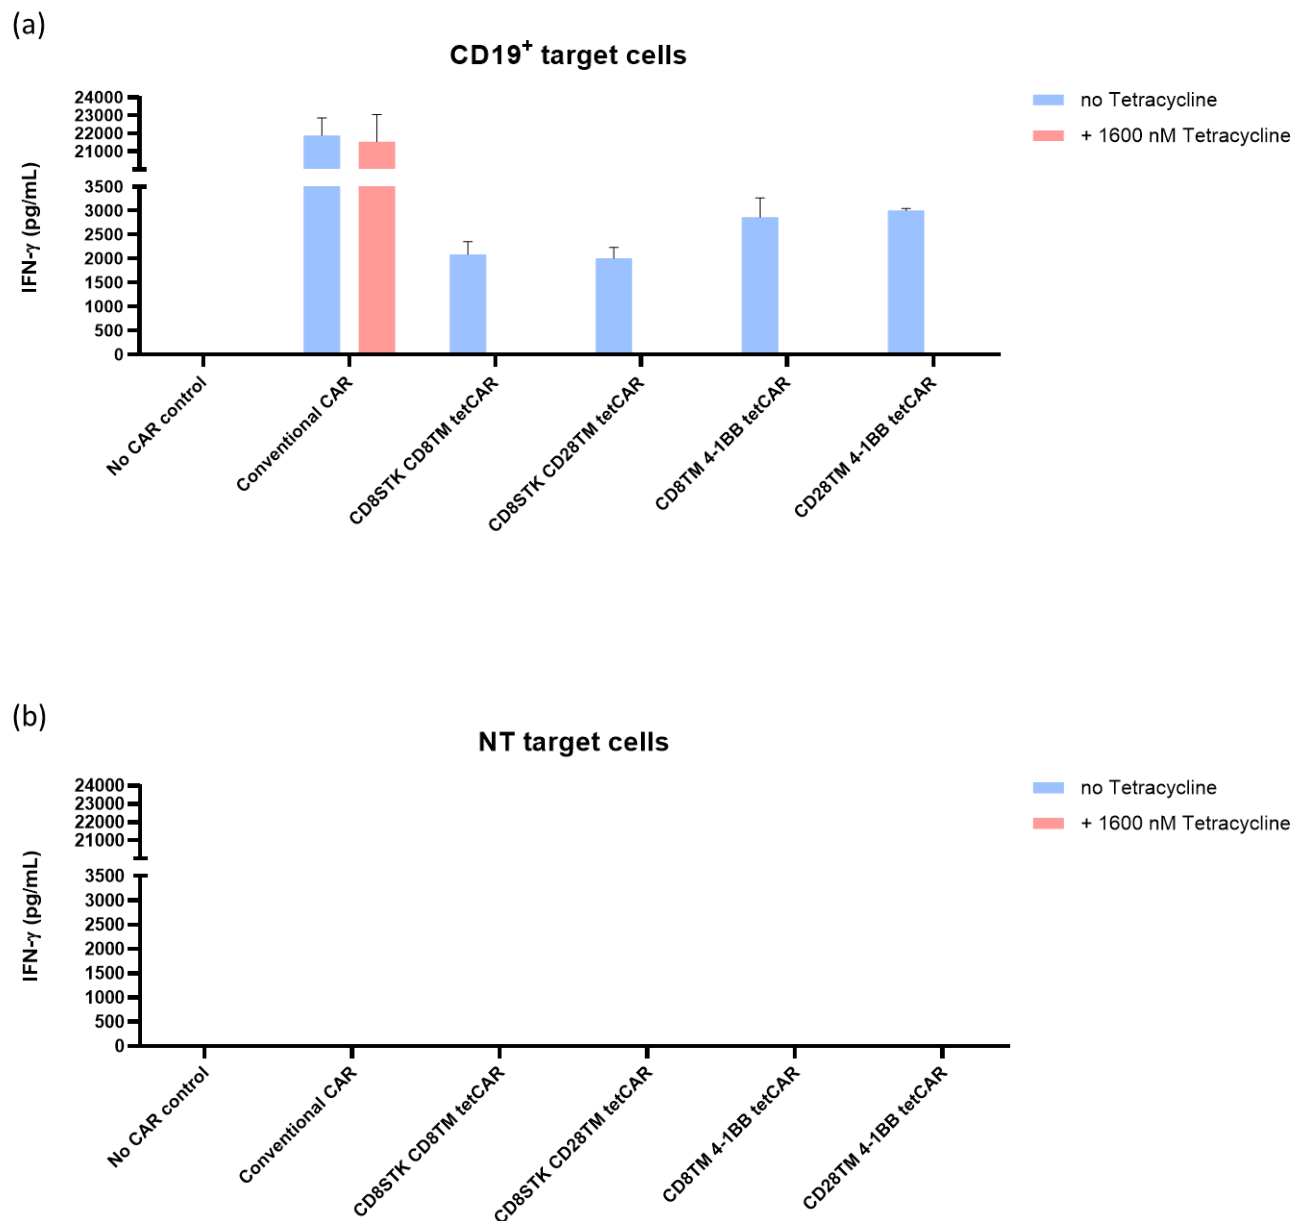 (a)
CD19+ target cells
no Tetracycline
+ 1600 nM Tetracycline
IFN-γ (pg/mL)
24000
23000
22000
21000
3500
3000
2500
2000
1500
1000
500
0
No CAR control
Conventional CAR
CD8STK CD8TM tetCAR
CD8STK CD28TM tetCAR
CD8TM 4-1BB tetCAR
CD28TM 4-1BB tetCAR
(b)
NT target cells
no Tetracycline
+ 1600 nM Tetracycline
IFN-γ (pg/mL)
24000
23000
22000
21000
3500
3000
2500
2000
1500
1000
500
0
No CAR control
Conventional CAR
CD8STK CD8TM tetCAR
CD8STK CD28TM tetCAR
CD8TM 4-1BB tetCAR
CD28TM 4-1BB tetCAR